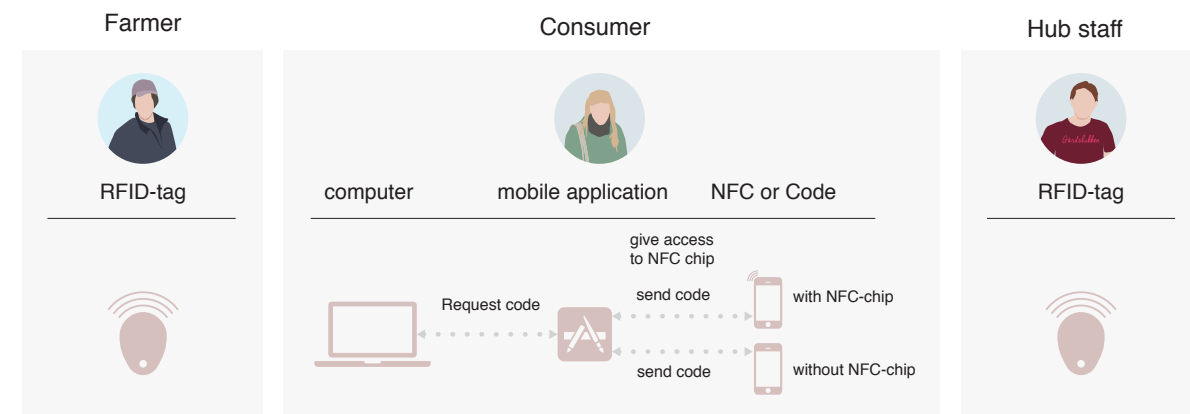 Farmer
Consumer
Hub staff
Gårdslabbet
RFID-tag
computer
mobile application
NFC or Code
RFID-tag
give access
to NFC chip
send code
Request code
with NFC-chip
send code
without NFC-chip